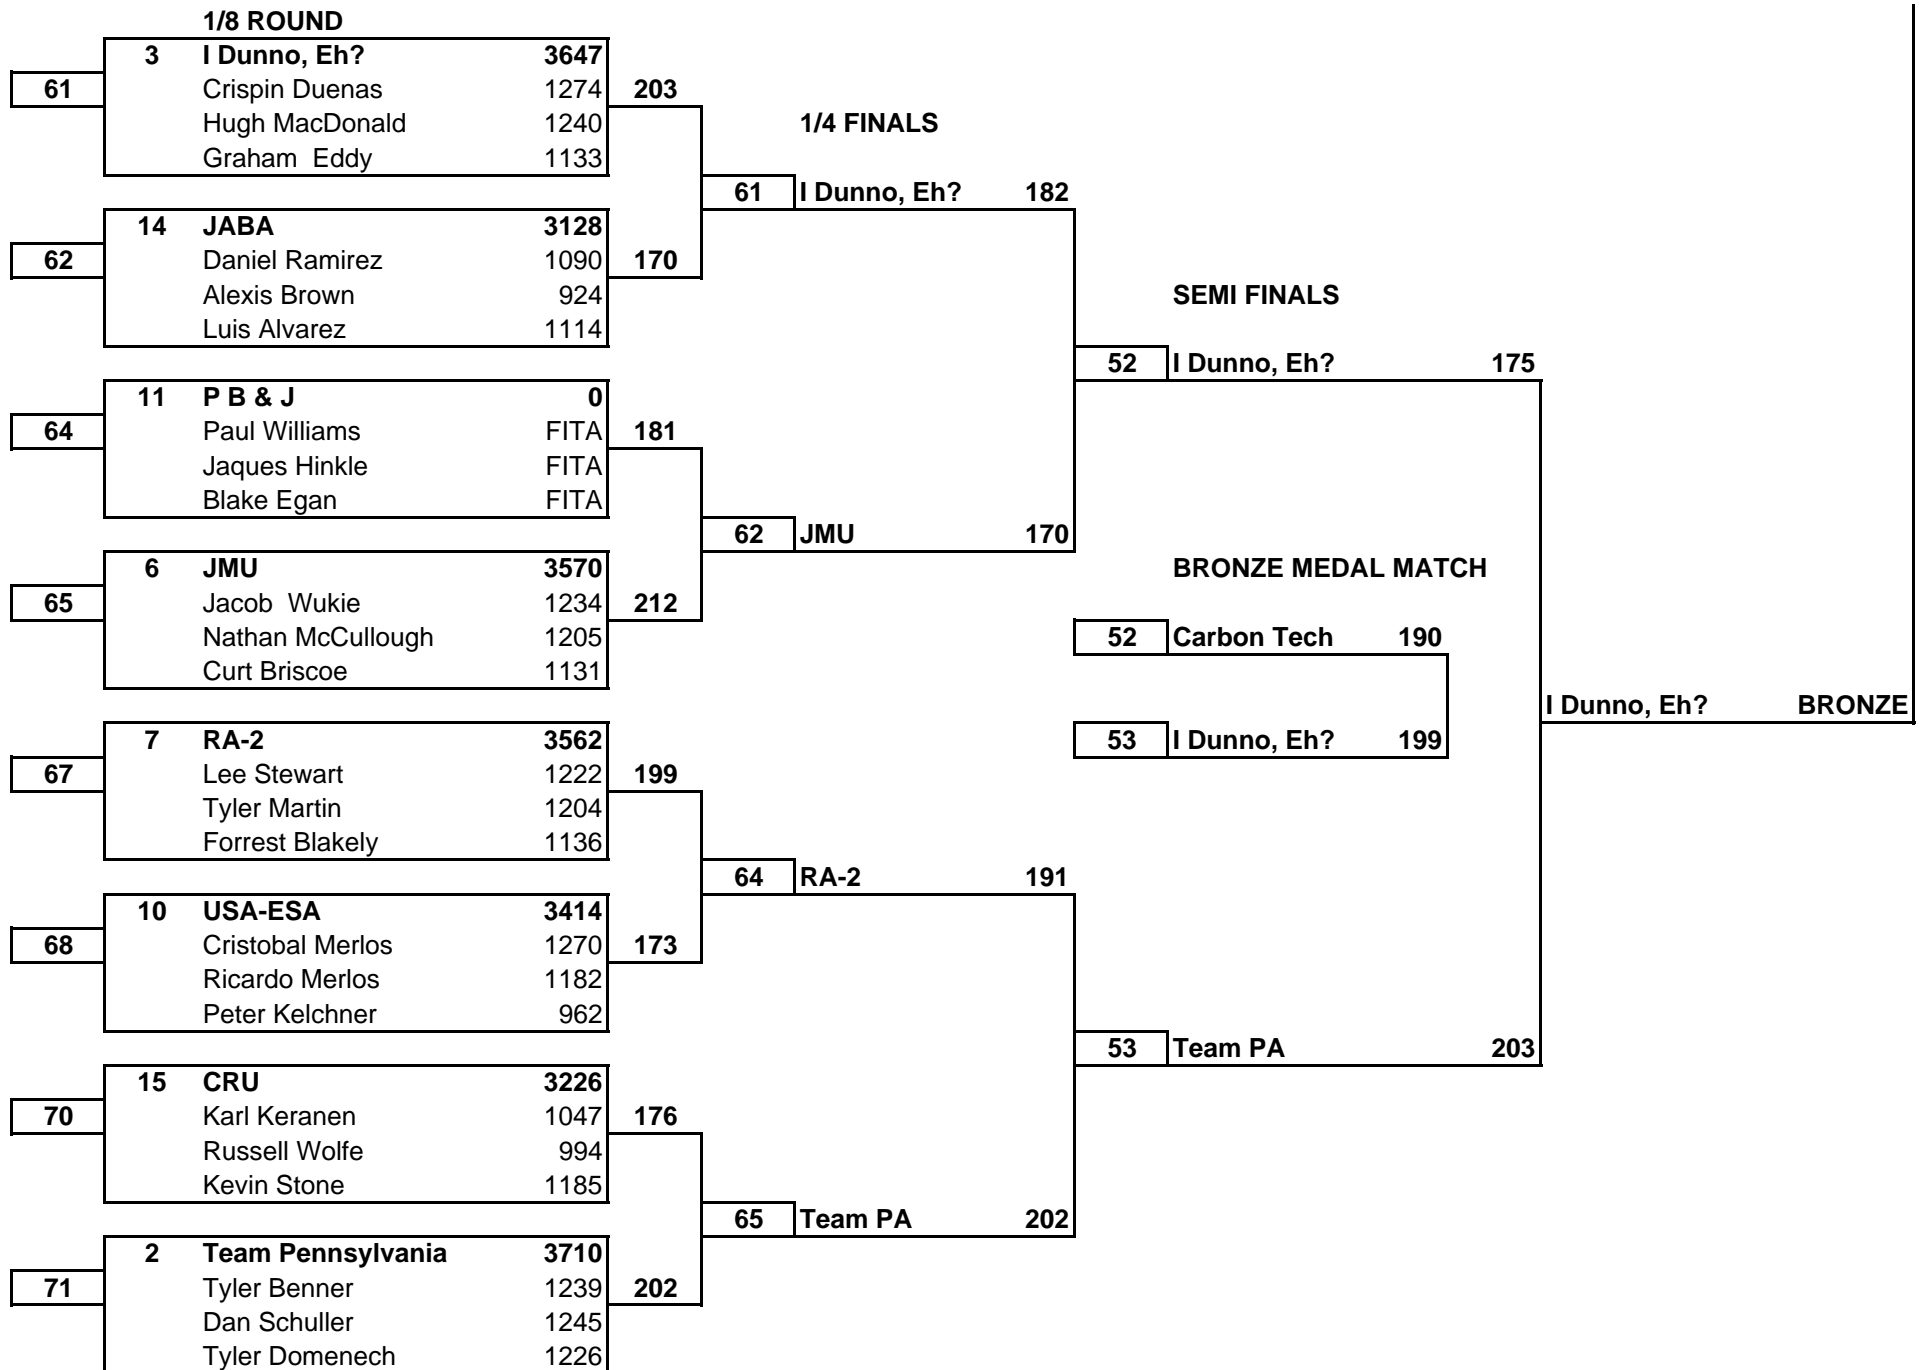 1/8 ROUND
3 I Dunno, Eh? 3647
61 Crispin Duenas 1274 203
Hugh MacDonald 1240 1/4 FINALS
Graham Eddy 1133
61 I Dunno, Eh? 182
14 JABA 3128
62 Daniel Ramirez 1090 170
Alexis Brown 924 SEMI FINALS
Luis Alvarez 1114
52 I Dunno, Eh? 175
11 P B & J 0
64 Paul Williams FITA 181
Jaques Hinkle FITA
Blake Egan FITA
62 JMU 170
6 JMU 3570 BRONZE MEDAL MATCH
65 Jacob Wukie 1234 212
Nathan McCullough 1205 52 Carbon Tech 190
Curt Briscoe 1131
I Dunno, Eh? BRONZE
7 RA-2 3562 53 I Dunno, Eh? 199
67 Lee Stewart 1222 199
Tyler Martin 1204
Forrest Blakely 1136
64 RA-2 191
10 USA-ESA 3414
68 Cristobal Merlos 1270 173
Ricardo Merlos 1182
Peter Kelchner 962
53 Team PA 203
15 CRU 3226
70 Karl Keranen 1047 176
Russell Wolfe 994
Kevin Stone 1185
65 Team PA 202
2 Team Pennsylvania 3710
71 Tyler Benner 1239 202
Dan Schuller 1245
Tyler Domenech 1226